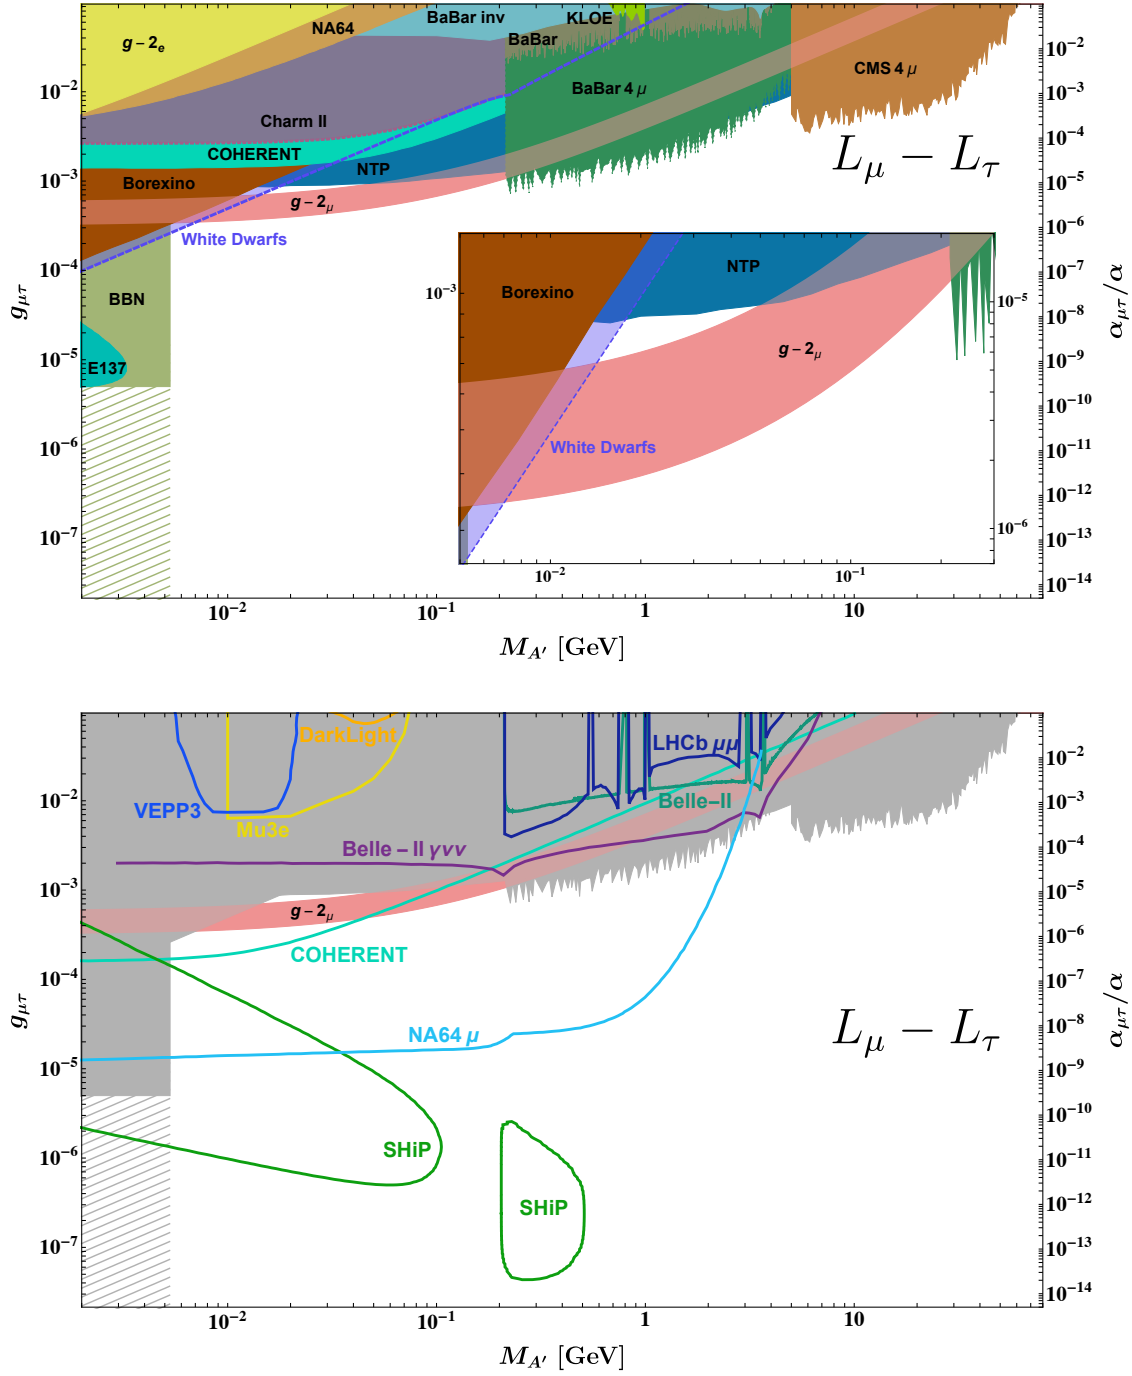 g − 2e
NA64
BaBar inv
KLOE
BaBar
BaBar 4 μ
CMS 4 μ
Charm II
COHERENT
NTP
Borexino
g − 2μ
White Dwarfs
BBN
E137
Lμ − Lτ
10⁻²
10⁻³
10⁻⁴
10⁻⁵
10⁻⁶
10⁻⁷
gμτ
10⁻²
10⁻³
10⁻⁴
10⁻⁵
10⁻⁶
10⁻⁷
10⁻⁸
10⁻⁹
10⁻¹⁰
10⁻¹¹
10⁻¹²
10⁻¹³
10⁻¹⁴
αμτ/α
NTP
Borexino
g − 2μ
White Dwarfs
10⁻³
10⁻⁵
10⁻⁶
10⁻² 10⁻¹
10⁻² 10⁻¹ 1 10
MA′ [GeV]
DarkLight
VEPP3
Mu3e
LHCb μμ
Belle−II
Belle − II γνν
g − 2μ
COHERENT
NA64 μ
SHiP
SHiP
Lμ − Lτ
10⁻²
10⁻³
10⁻⁴
10⁻⁵
10⁻⁶
10⁻⁷
gμτ
10⁻²
10⁻³
10⁻⁴
10⁻⁵
10⁻⁶
10⁻⁷
10⁻⁸
10⁻⁹
10⁻¹⁰
10⁻¹¹
10⁻¹²
10⁻¹³
10⁻¹⁴
αμτ/α
10⁻² 10⁻¹ 1 10
MA′ [GeV]